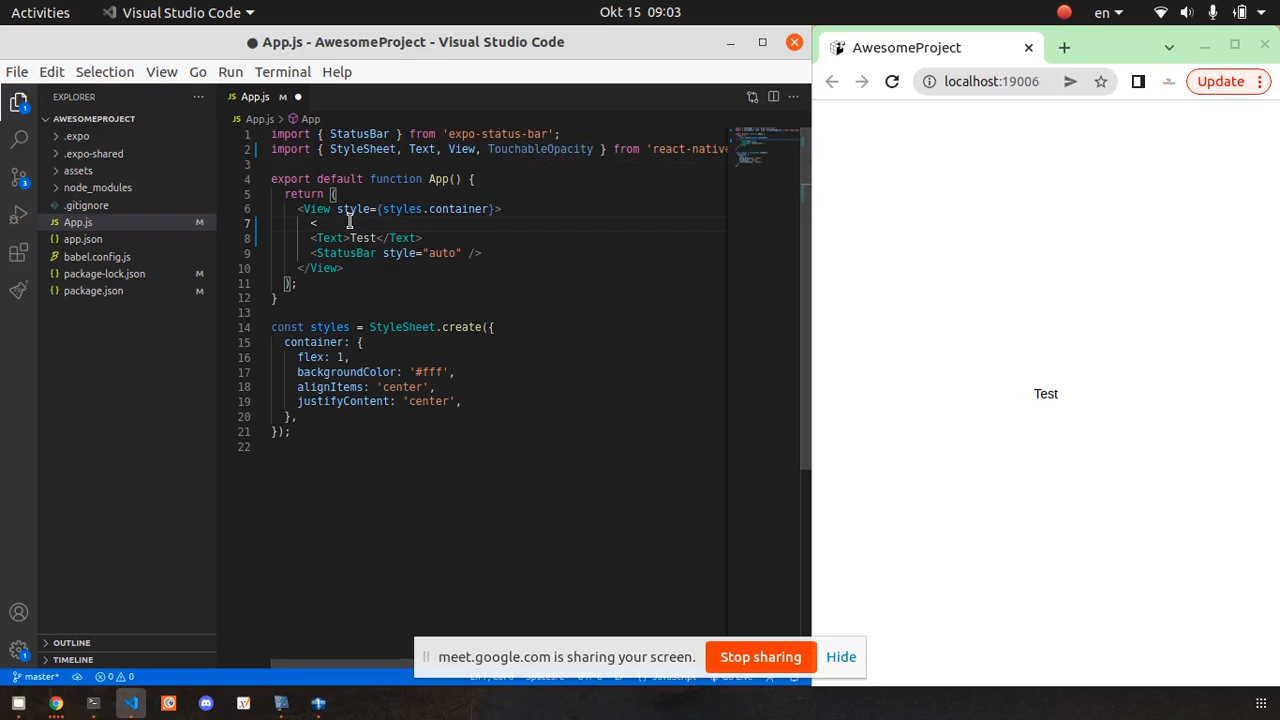 Activities
Visual Studio Code
Okt 15 09:03
en
● App.js - AwesomeProject - Visual Studio Code
File Edit Selection View Go Run Terminal Help
AwesomeProject
localhost:19006
Update
EXPLORER
App.js M
App.js > App
AWESOMEPROJECT
.expo
.expo-shared
assets
node_modules
.gitignore
App.js M
app.json
babel.config.js
package-lock.json M
package.json M
OUTLINE
TIMELINE
1 import { StatusBar } from 'expo-status-bar';
2 import { StyleSheet, Text, View, TouchableOpacity } from 'react-native
3
4 export default function App() {
5 return (
6 <View style={styles.container}>
7 <
8 <Text>Test</Text>
9 <StatusBar style="auto" />
10 </View>
11 );
12 }
13
14 const styles = StyleSheet.create({
15 container: {
16 flex: 1,
17 backgroundColor: '#fff',
18 alignItems: 'center',
19 justifyContent: 'center',
20 },
21 });
22
Test
meet.google.com is sharing your screen.
Stop sharing
Hide
master*
0 0
1
3
1